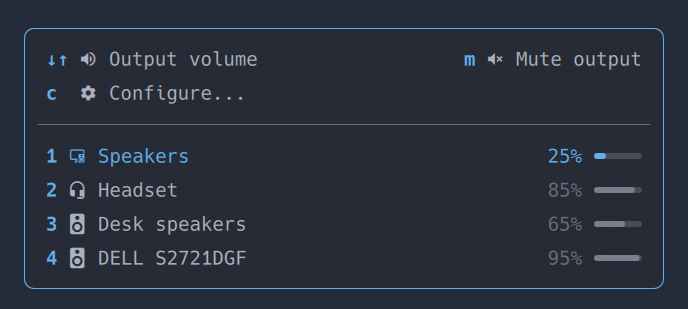 ↓↑ Output volume m Mute output
c Configure...
1 Speakers 25%
2 Headset 85%
3 Desk speakers 65%
4 DELL S2721DGF 95%